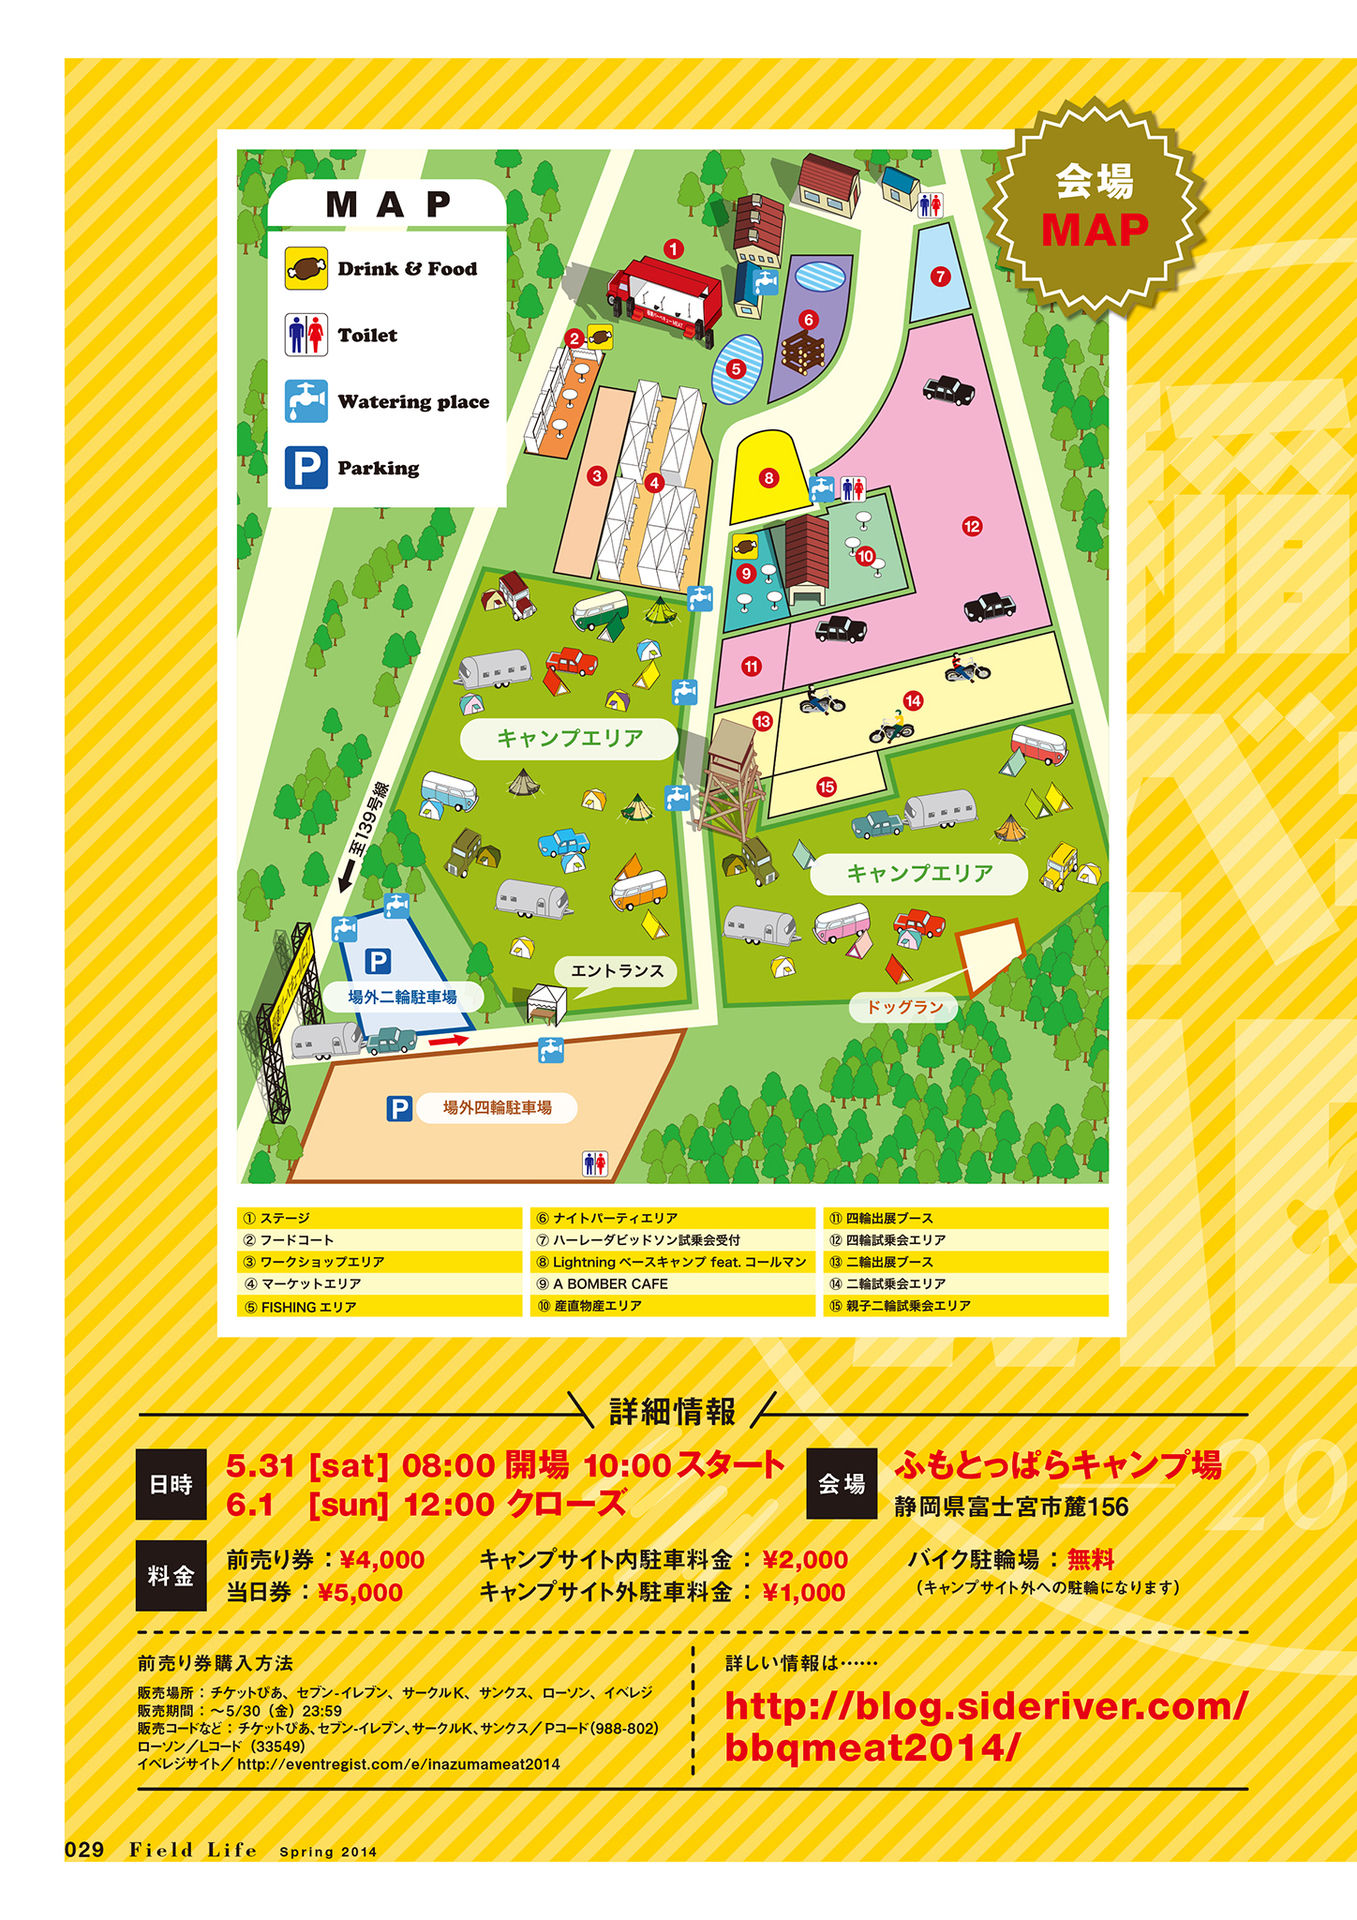 会場
MAP
MAP
Drink & Food
Toilet
Watering place
P
Parking
1
2
3
4
5
6
7
8
9
10
11
12
13
14
15
キャンプエリア
キャンプエリア
至139号線
P
場外二輪駐車場
エントランス
ドッグラン
P
場外四輪駐車場
① ステージ
② フードコート
③ ワークショップエリア
④ マーケットエリア
⑤ FISHING エリア
⑥ ナイトパーティエリア
⑦ ハーレーダビッドソン試乗会受付
⑧ Lightning ベースキャンプ feat. コールマン
⑨ A BOMBER CAFE
⑩ 産直物産エリア
⑪ 四輪出展ブース
⑫ 四輪試乗会エリア
⑬ 二輪出展ブース
⑭ 二輪試乗会エリア
⑮ 親子二輪試乗会エリア
詳細情報
日時
5.31 [sat] 08:00 開場 10:00 スタート
6.1 [sun] 12:00 クローズ
会場
ふもとっぱらキャンプ場
静岡県富士宮市麓156
料金
前売り券：¥4,000
当日券：¥5,000
キャンプサイト内駐車料金：¥2,000
キャンプサイト外駐車料金：¥1,000
バイク駐輪場：無料
（キャンプサイト外への駐輪になります）
前売り券購入方法
販売場所：チケットぴあ、セブン-イレブン、サークルK、サンクス、ローソン、イベレジ
販売期間：〜5/30（金）23:59
販売コードなど：チケットぴあ、セブン-イレブン、サークルK、サンクス／Pコード（988-802）
ローソン／Lコード（33549）
イベレジサイト／http://eventregist.com/e/inazumameat2014
詳しい情報は……
http://blog.sideriver.com/
bbqmeat2014/
029 Field Life Spring 2014